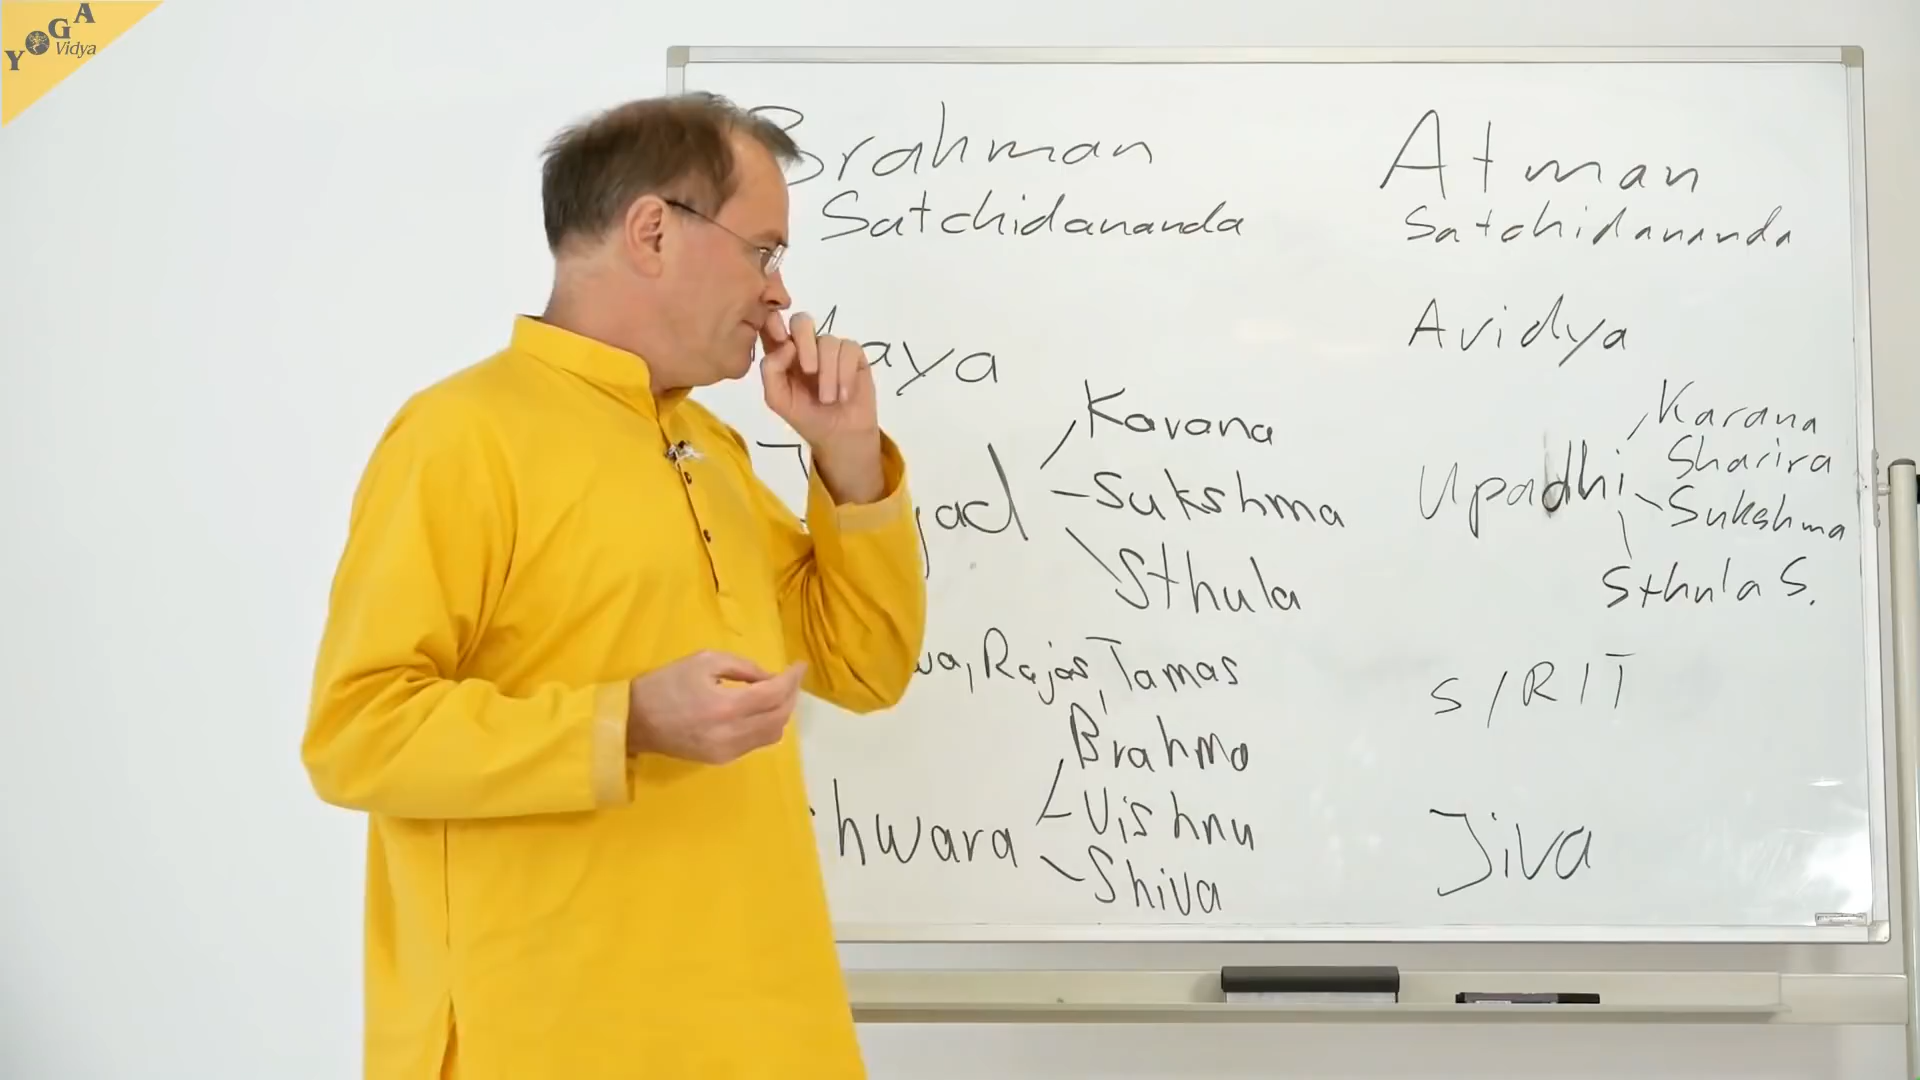 YOGA
Vidya
Brahman
Satchidananda
aya
Karana
jad
Sukshma
Sthula
wa, Rajas, Tamas
Brahma
hwara
Vishnu
Shiva
Atman
Satchidananda
Avidya
Karana
Sharira
Upadhi
Sukshma
Sthula S.
S/R/T
Jiva